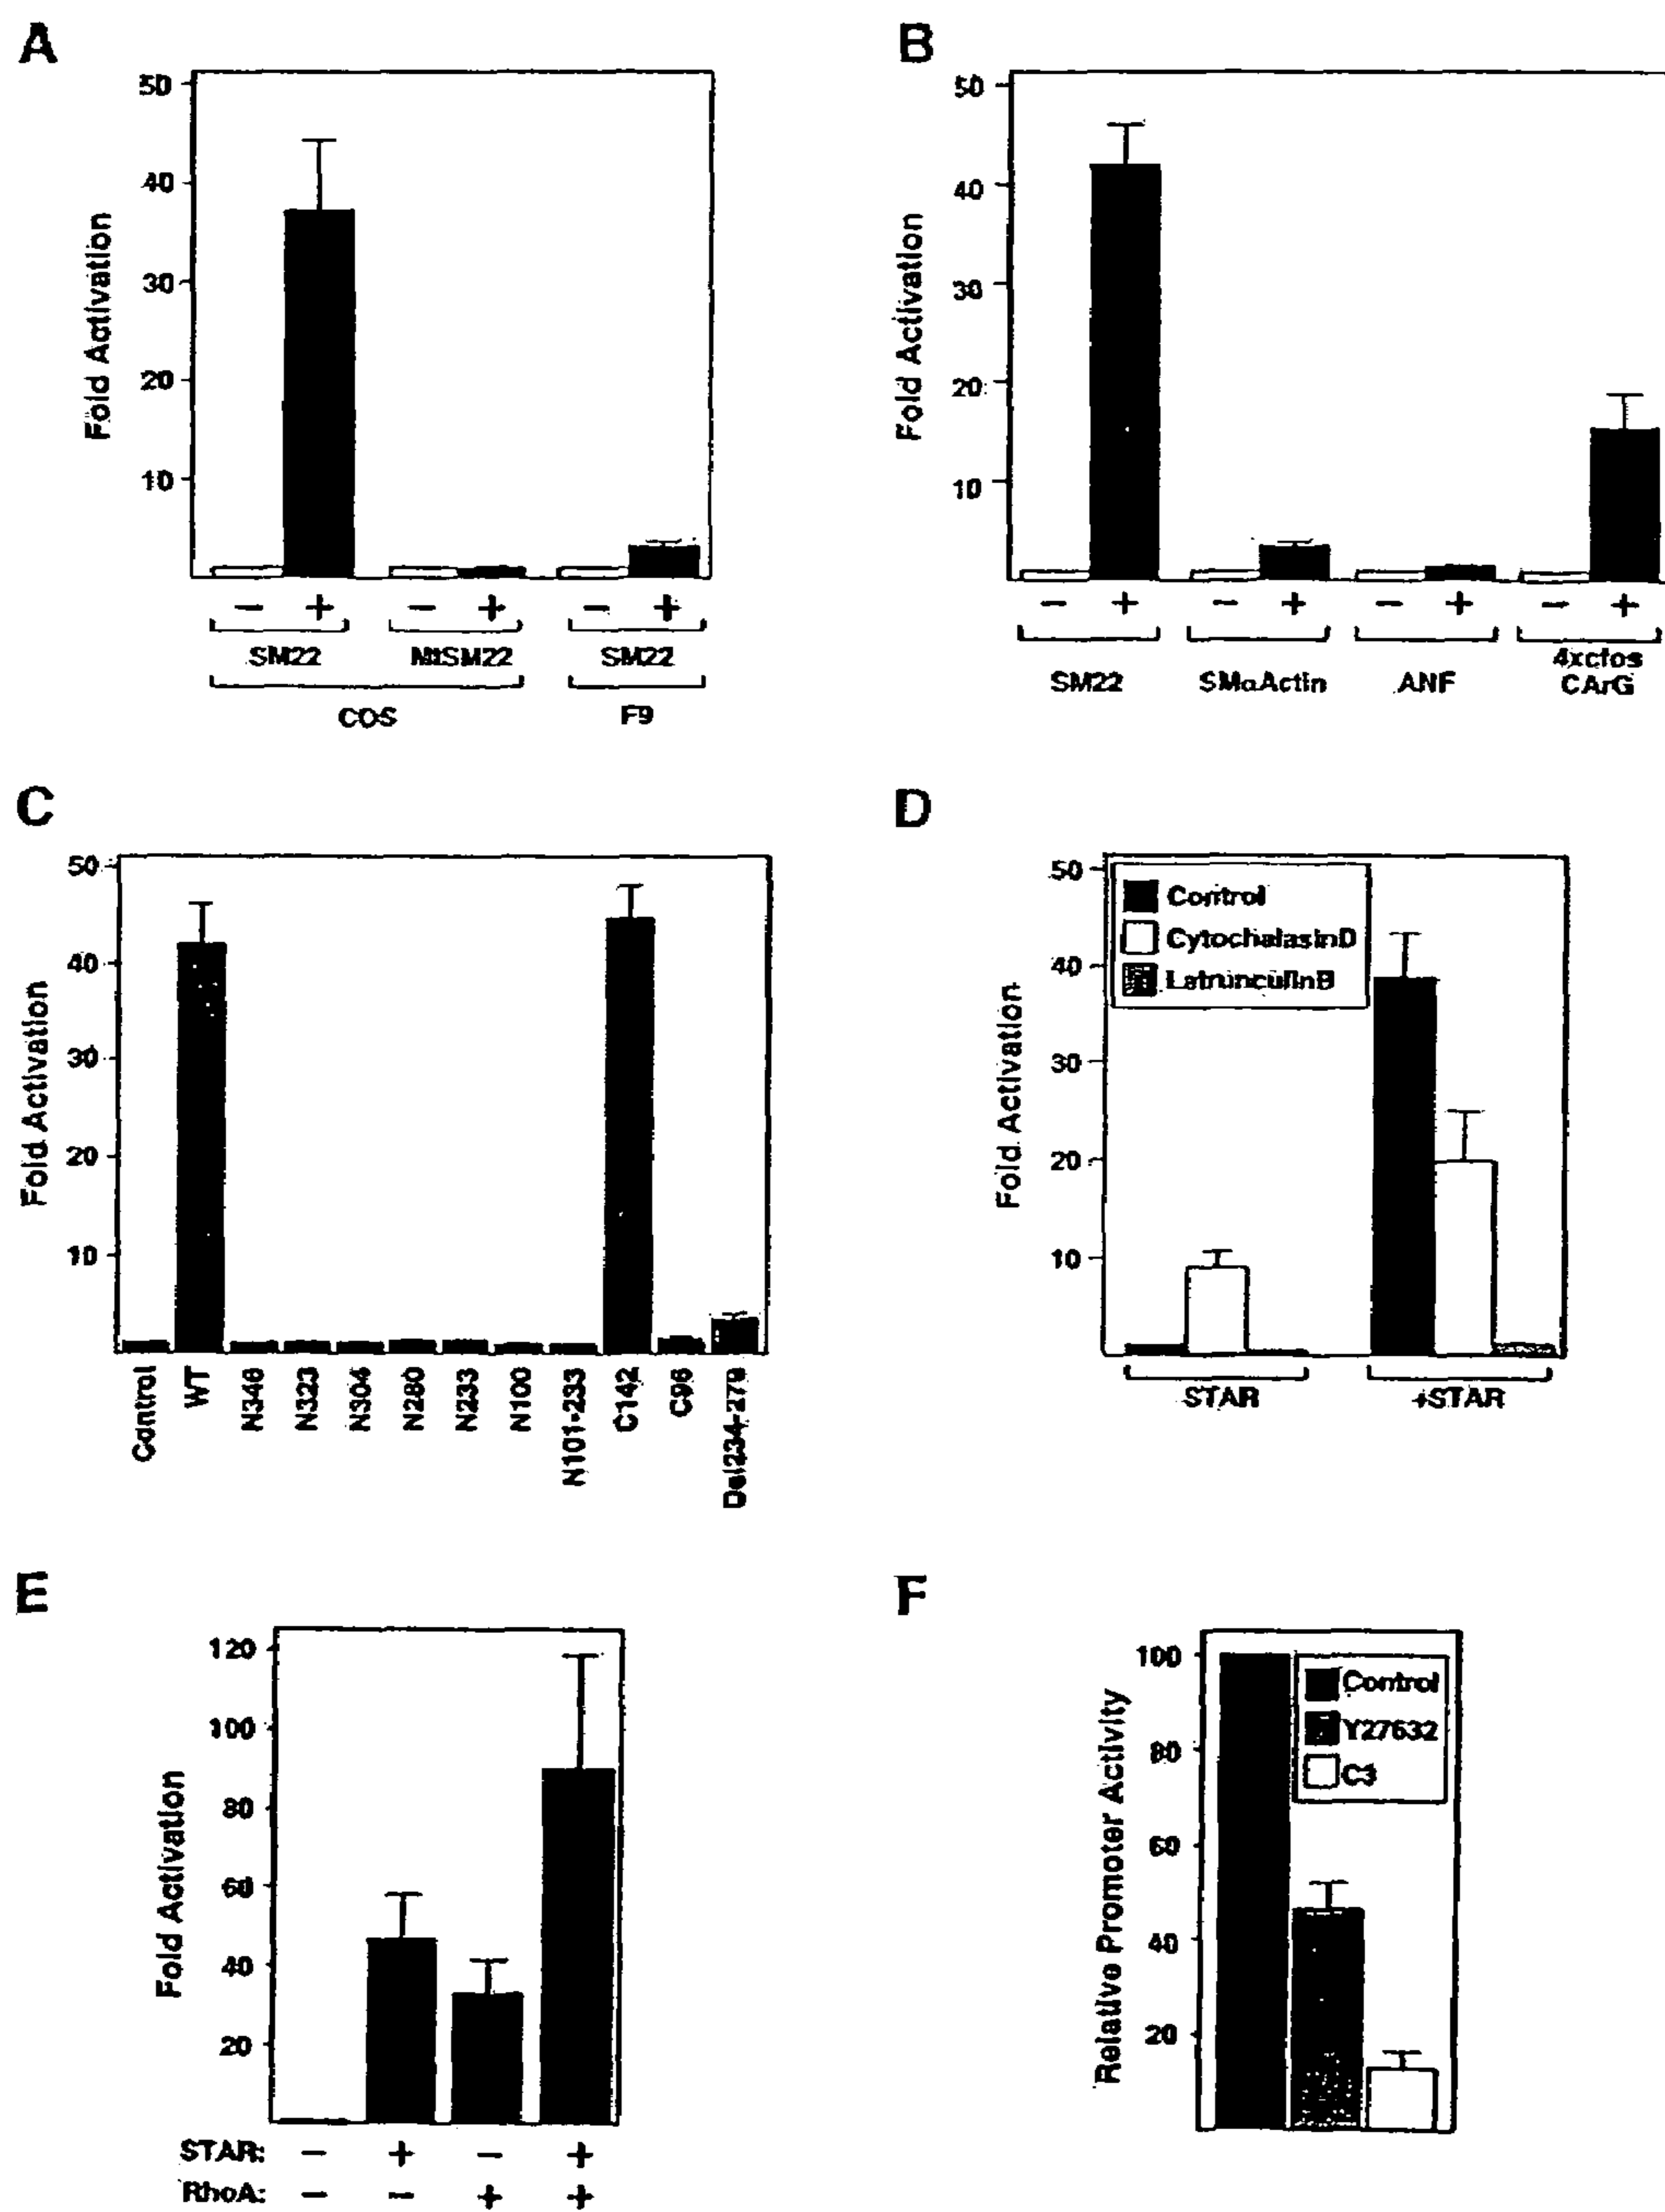 A
Fold Activation
50
40
30
20
10
− + − + − +
SM22 MtSM22 SM22
COS F9
B
Fold Activation
50
40
30
20
10
− + − + − + − +
SM22 SMαActin ANF 4xcfos CArG
C
Fold Activation
50
40
30
20
10
Control
WT
N346
N323
N304
N280
N233
N100
N101-233
C142
C96
Del234-279
D
Fold Activation
50
40
30
20
10
Control
CytochalasinD
LatrunculinB
STAR +STAR
E
Fold Activation
120
100
80
60
40
20
STAR: − + − +
RhoA: − − + +
F
Relative Promoter Activity
100
80
60
40
20
Control
Y27632
C3